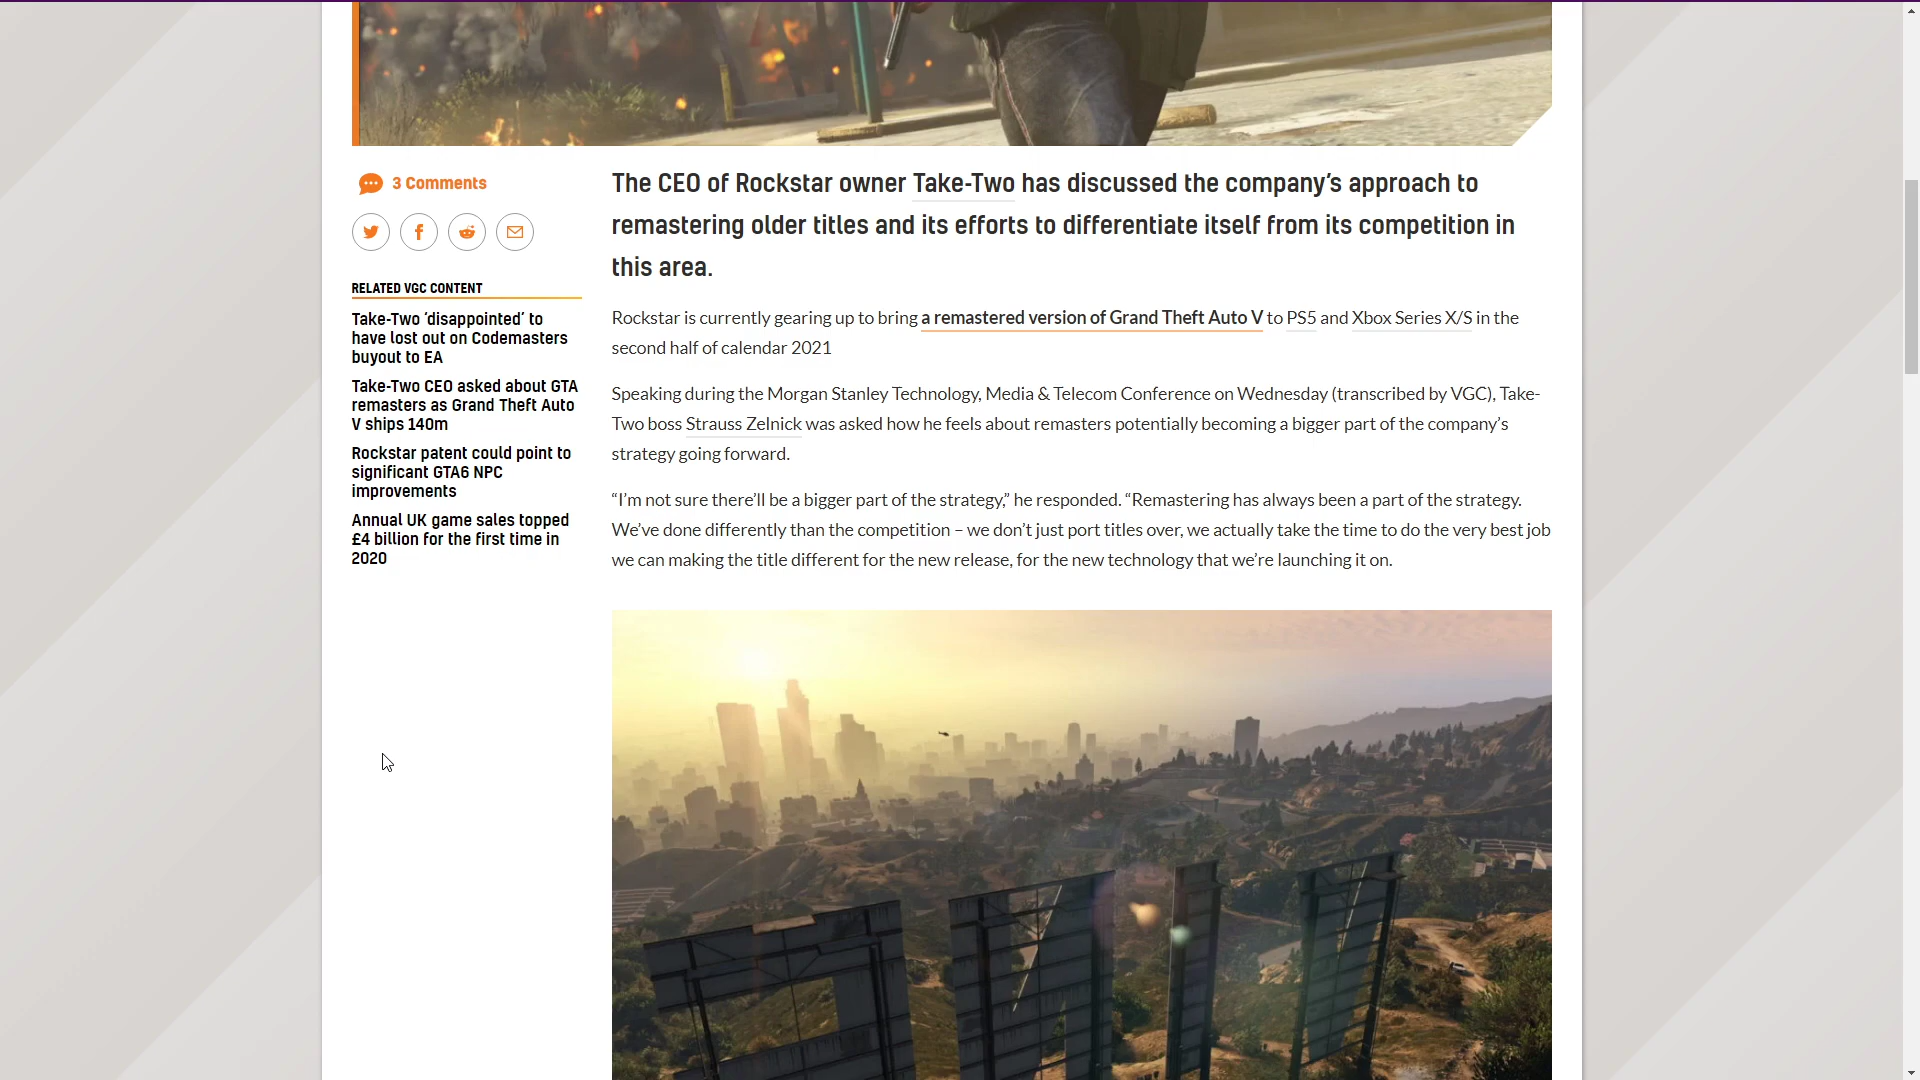 3 Comments
RELATED VGC CONTENT
Take-Two ‘disappointed’ to
have lost out on Codemasters
buyout to EA
Take-Two CEO asked about GTA
remasters as Grand Theft Auto
V ships 140m
Rockstar patent could point to
significant GTA6 NPC
improvements
Annual UK game sales topped
£4 billion for the first time in
2020
The CEO of Rockstar owner Take-Two has discussed the company’s approach to
remastering older titles and its efforts to differentiate itself from its competition in
this area.
Rockstar is currently gearing up to bring a remastered version of Grand Theft Auto V to PS5 and Xbox Series X/S in the
second half of calendar 2021
Speaking during the Morgan Stanley Technology, Media & Telecom Conference on Wednesday (transcribed by VGC), Take-
Two boss Strauss Zelnick was asked how he feels about remasters potentially becoming a bigger part of the company’s
strategy going forward.
“I’m not sure there’ll be a bigger part of the strategy,” he responded. “Remastering has always been a part of the strategy.
We’ve done differently than the competition – we don’t just port titles over, we actually take the time to do the very best job
we can making the title different for the new release, for the new technology that we’re launching it on.